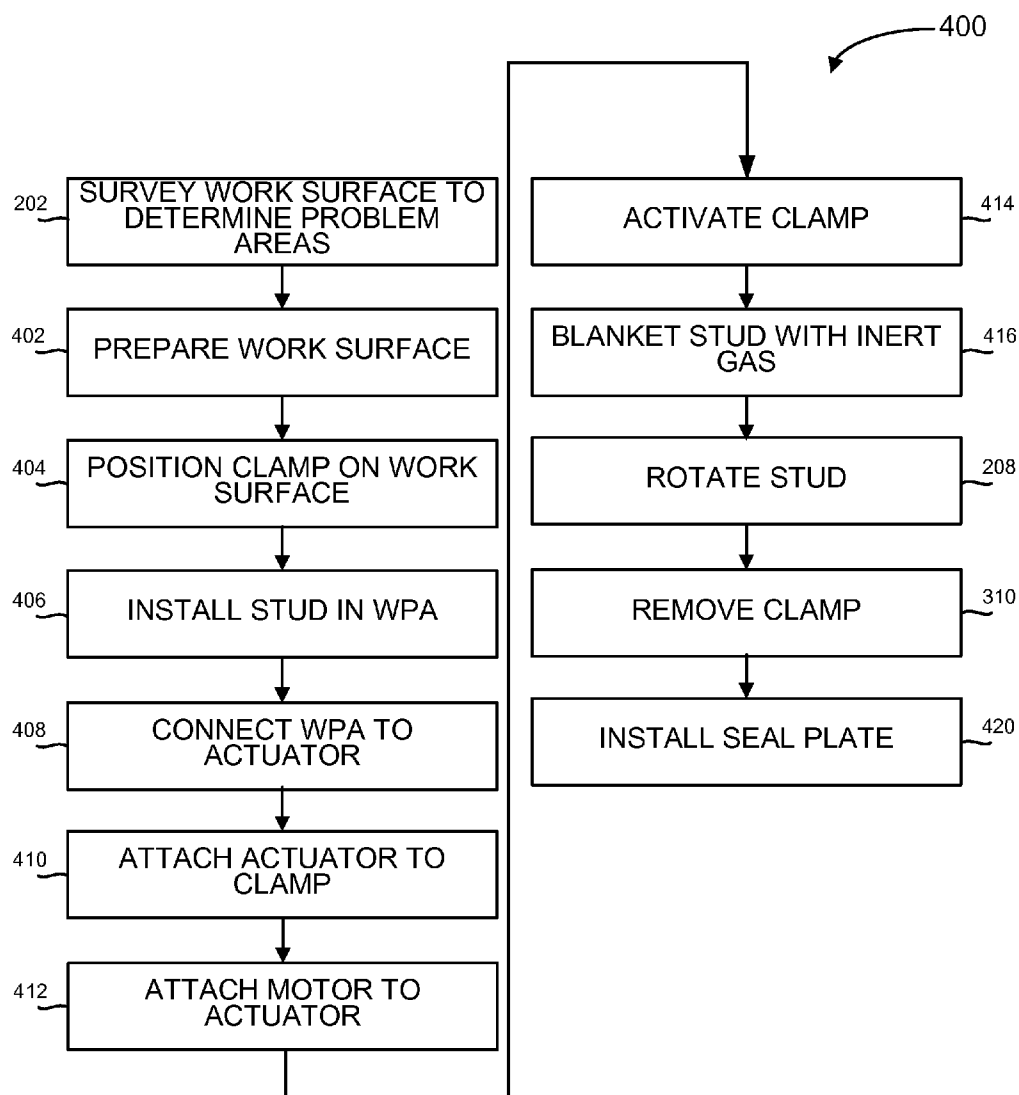 400
202
SURVEY WORK SURFACE TO
DETERMINE PROBLEM
AREAS
402
PREPARE WORK SURFACE
404
POSITION CLAMP ON WORK
SURFACE
406
INSTALL STUD IN WPA
408
CONNECT WPA TO
ACTUATOR
410
ATTACH ACTUATOR TO
CLAMP
412
ATTACH MOTOR TO
ACTUATOR
ACTIVATE CLAMP
414
BLANKET STUD WITH INERT
GAS
416
ROTATE STUD
208
REMOVE CLAMP
310
INSTALL SEAL PLATE
420